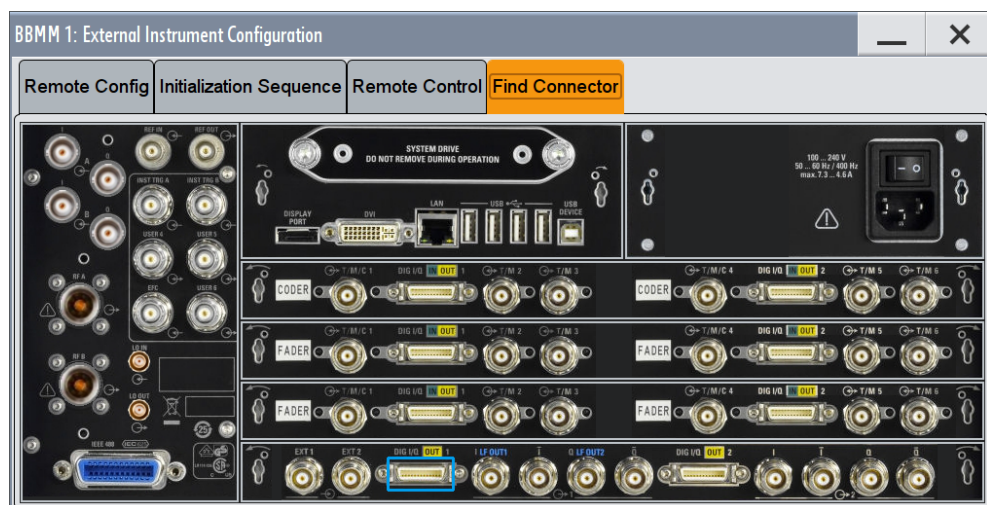 BBMM 1: External Instrument Configuration
Remote Config Initialization Sequence Remote Control Find Connector
I REF IN REF OUT
A Q
INST TRG A INST TRG B
I
B Q
USER 4 USER 5
RF A
EFC USER 6
RF B
LO IN
LO OUT
25
IEEE 488 IEC 625
SYSTEM DRIVE
DO NOT REMOVE DURING OPERATION
DISPLAY PORT DVI LAN USB USB DEVICE
100 ... 240 V
50 ... 60 Hz / 400 Hz
max. 7.3 ... 4.6 A
T/M/C 1 DIG I/Q IN OUT 1 T/M 2 T/M 3 T/M/C 4 DIG I/Q IN OUT 2 T/M 5 T/M 6
CODER CODER
T/M/C 1 DIG I/Q IN OUT 1 T/M 2 T/M 3 T/M/C 4 DIG I/Q IN OUT 2 T/M 5 T/M 6
FADER FADER
T/M/C 1 DIG I/Q IN OUT 1 T/M 2 T/M 3 T/M/C 4 DIG I/Q IN OUT 2 T/M 5 T/M 6
FADER FADER
EXT 1 EXT 2 DIG I/Q OUT 1 I LF OUT1 Ī Q LF OUT2 Q̄ DIG I/Q OUT 2 I Ī Q Q̄
1 2